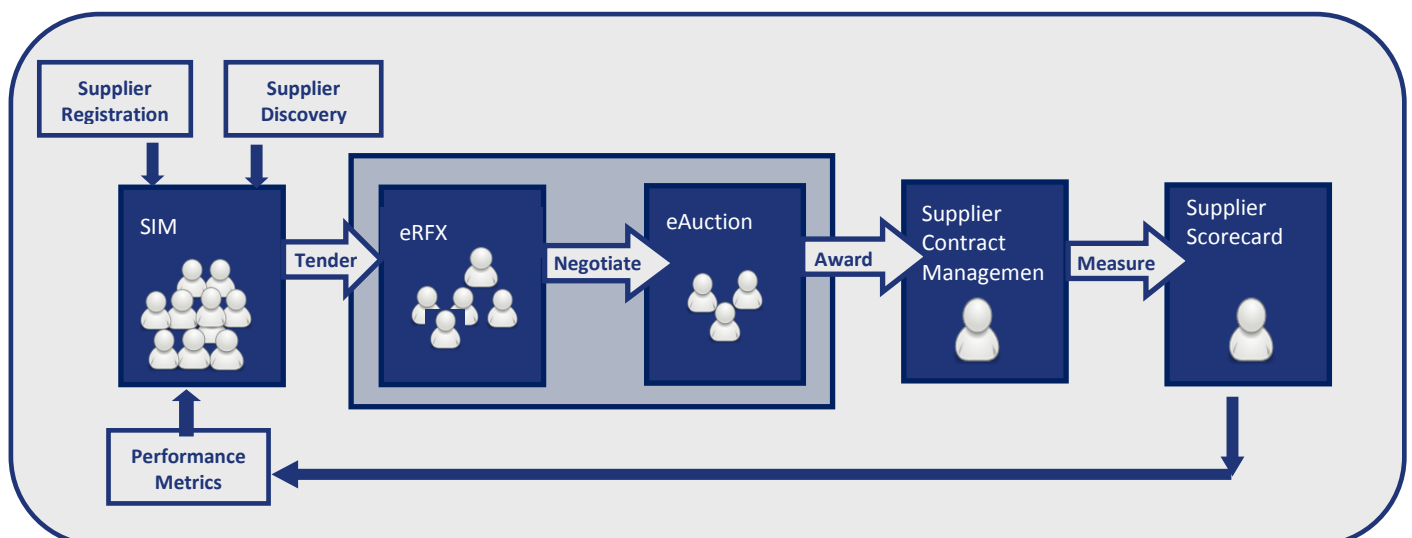 Supplier
Registration
Supplier
Discovery
SIM
Tender
eRFX
Negotiate
eAuction
Award
Supplier
Contract
Managemen
Measure
Supplier
Scorecard
Performance
Metrics